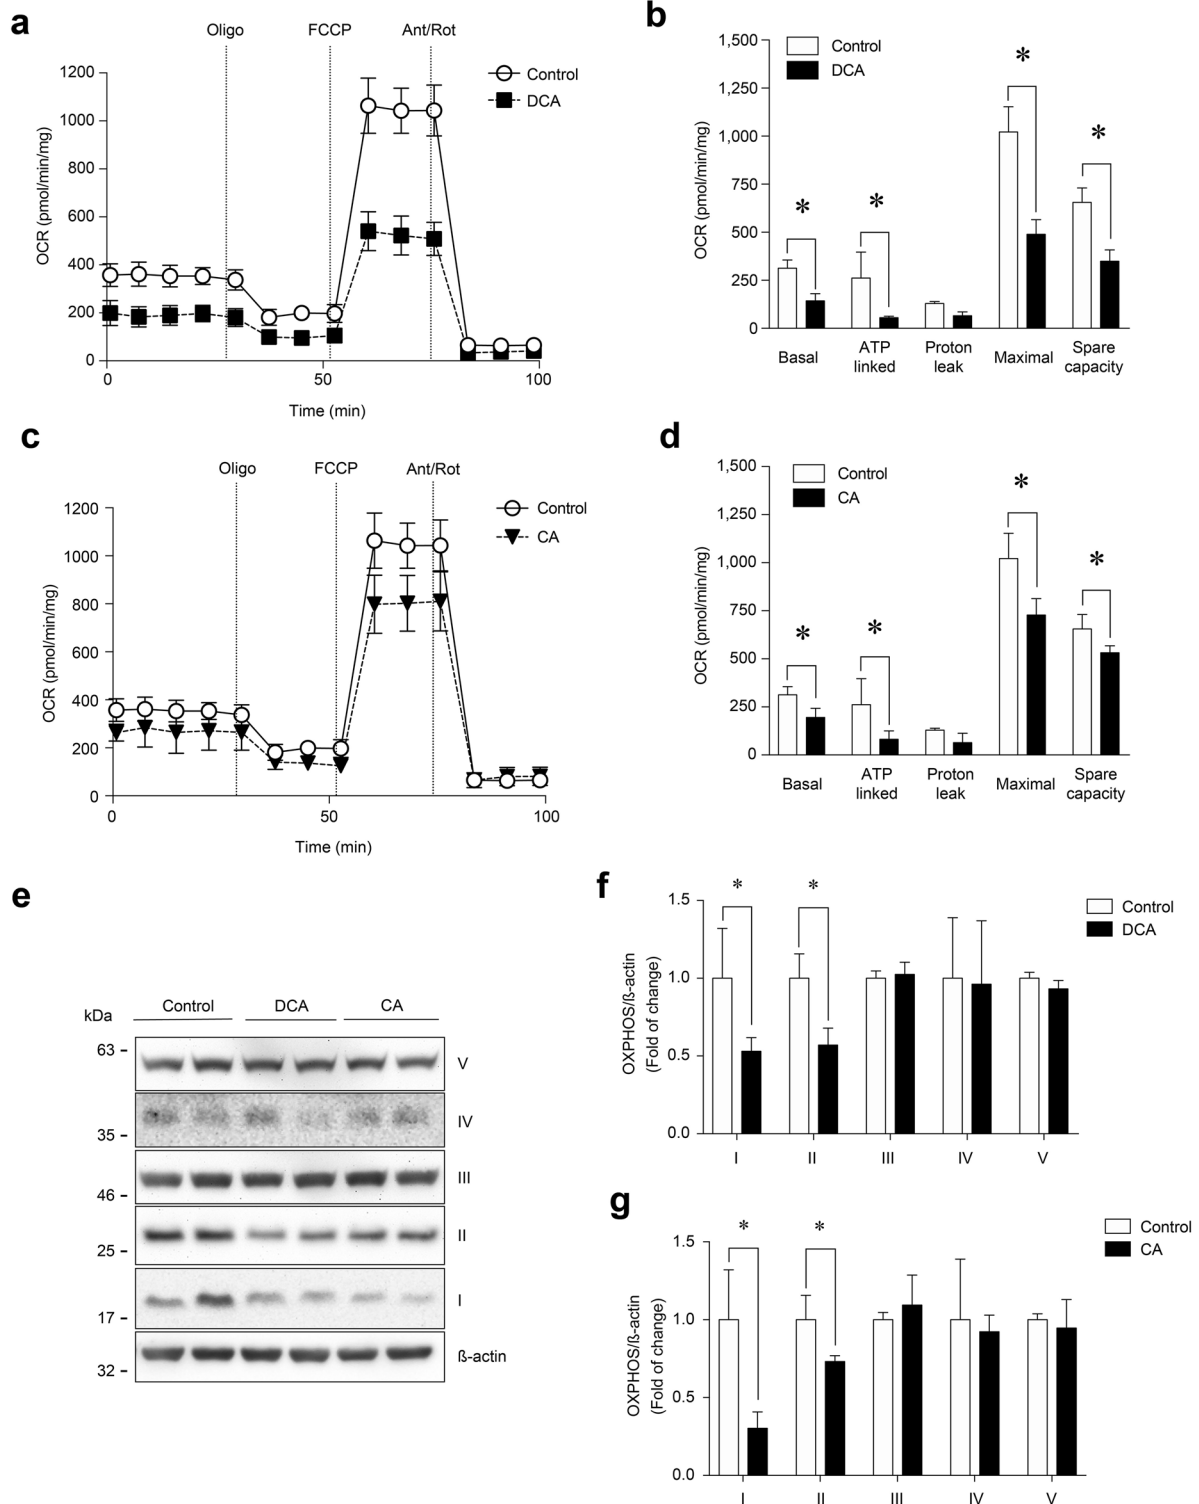 a
Oligo
FCCP
Ant/Rot
1200
1000
800
600
400
200
0
OCR (pmol/min/mg)
0
50
100
Time (min)
Control
DCA
b
1,500
1,250
1,000
750
500
250
0
OCR (pmol/min/mg)
Control
DCA
*
*
*
*
Basal
ATP
linked
Proton
leak
Maximal
Spare
capacity
c
Oligo
FCCP
Ant/Rot
1200
1000
800
600
400
200
0
OCR (pmol/min/mg)
0
50
100
Time (min)
Control
CA
d
1,500
1,250
1,000
750
500
250
0
OCR (pmol/min/mg)
Control
CA
*
*
*
*
Basal
ATP
linked
Proton
leak
Maximal
Spare
capacity
e
kDa
Control
DCA
CA
63
V
35
IV
46
III
25
II
17
I
32
ß-actin
f
1.5
1.0
0.5
0.0
OXPHOS/ß-actin
(Fold of change)
*
*
Control
DCA
I
II
III
IV
V
g
1.5
1.0
0.5
0.0
OXPHOS/ß-actin
(Fold of change)
*
*
Control
CA
I
II
III
IV
V